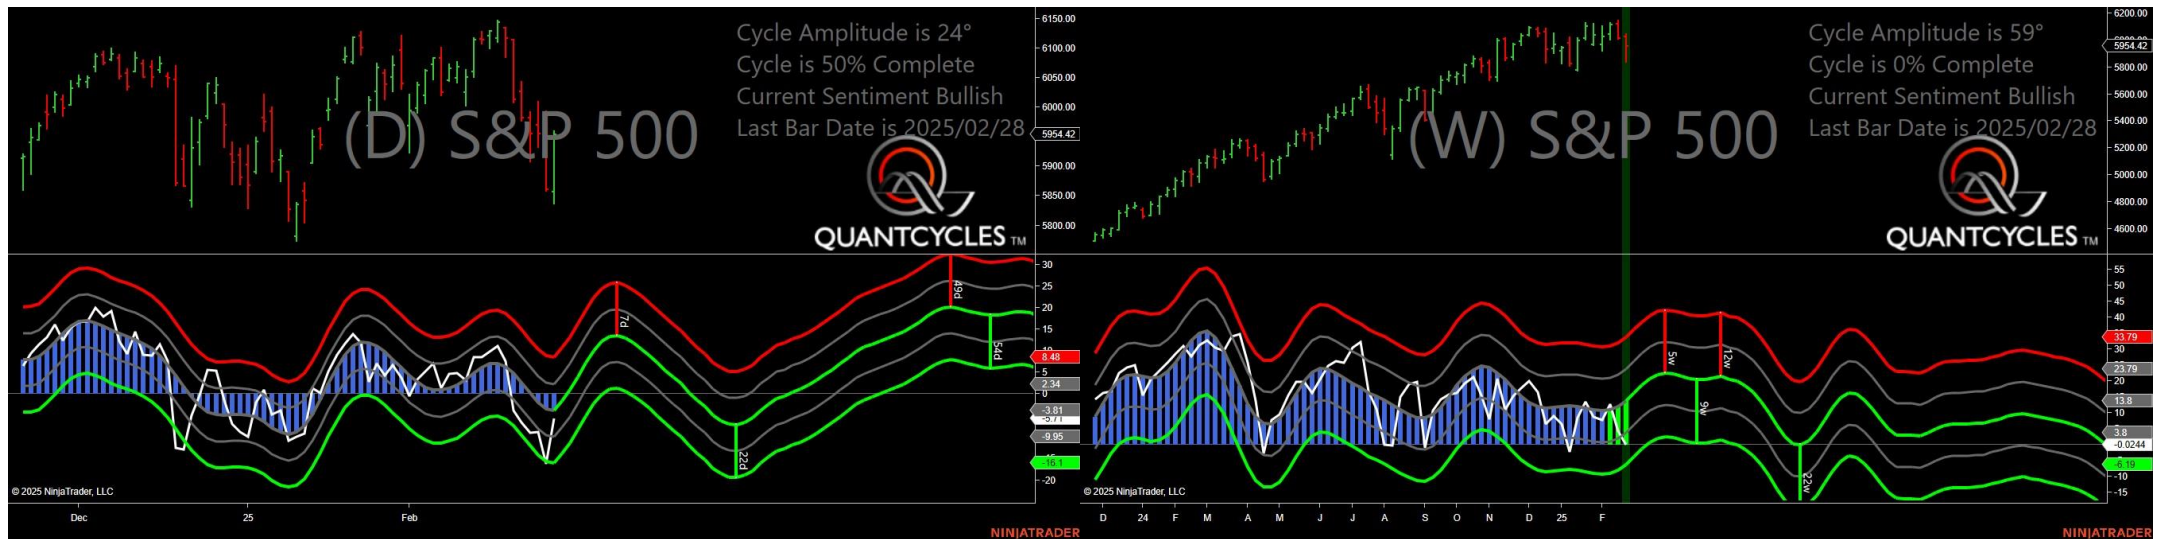 Cycle Amplitude is 24°
Cycle is 50% Complete
Current Sentiment Bullish
Last Bar Date is 2025/02/28
(D) S&P 500
QUANTCYCLES TM
6150.00
6100.00
6050.00
6000.00
5954.42
5900.00
5850.00
5800.00
7d
22d
49d
54d
30
25
20
15
8.48
5
2.34
0
-3.81
-5.71
-9.95
-16.1
-20
© 2025 NinjaTrader, LLC
Dec
25
Feb
NINJATRADER
Cycle Amplitude is 59°
Cycle is 0% Complete
Current Sentiment Bullish
Last Bar Date is 2025/02/28
(W) S&P 500
QUANTCYCLES TM
6200.00
5954.42
5800.00
5600.00
5400.00
5200.00
5000.00
4800.00
4600.00
5w
9w
12w
22w
55
50
45
40
33.79
30
23.79
20
13.8
10
3.8
-0.0244
-6.19
-10
-15
© 2025 NinjaTrader, LLC
D 24 F M A M J J A S O N D 25 F
NINJATRADER